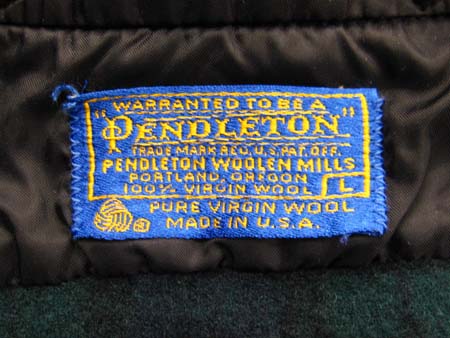 WARRANTED TO BE A
"PENDLETON"
TRADE MARK REG. U.S. PAT. OFF.
PENDLETON WOOLEN MILLS
PORTLAND, OREGON
100% VIRGIN WOOL L
PURE VIRGIN WOOL
MADE IN U.S.A.